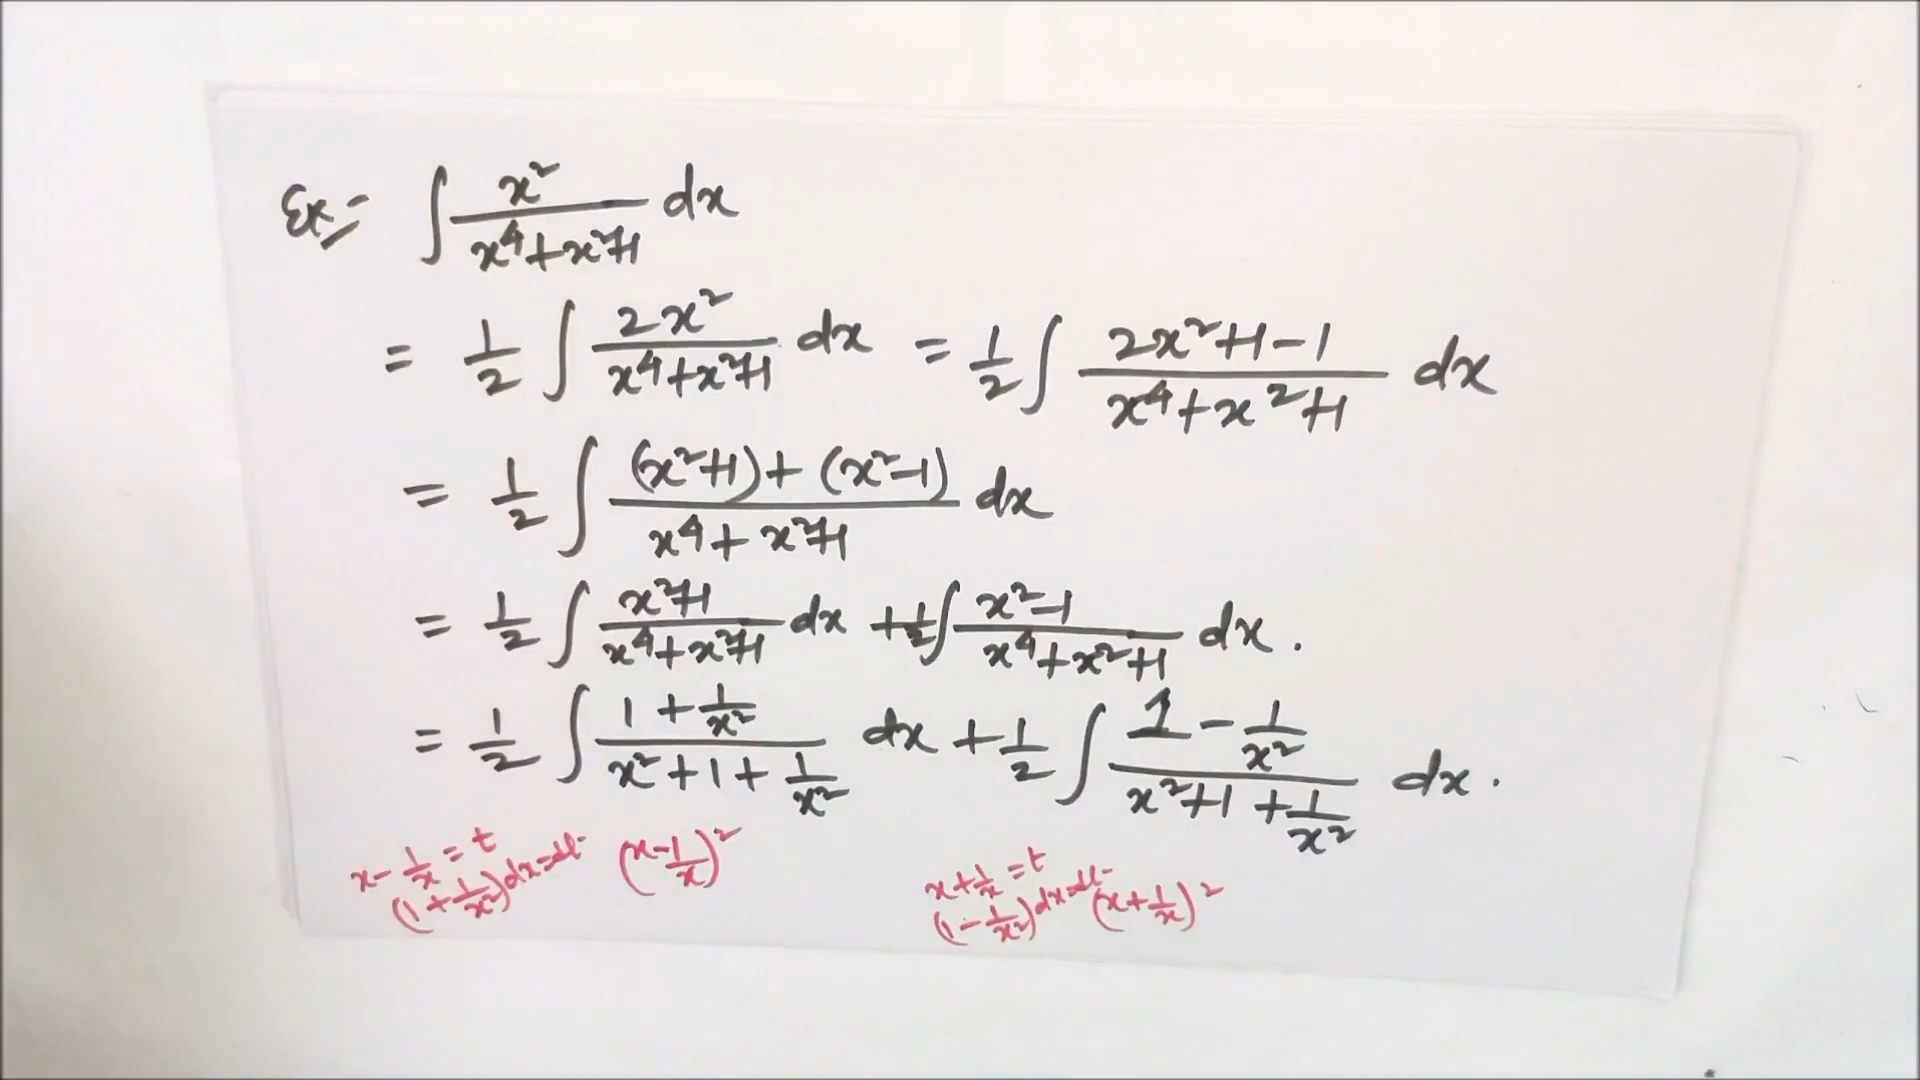 Ex- ∫ x²/(x⁴+x²+1) dx
= 1/2 ∫ 2x²/(x⁴+x²+1) dx = 1/2 ∫ (2x²+1-1)/(x⁴+x²+1) dx
= 1/2 ∫ ((x²+1)+(x²-1))/(x⁴+x²+1) dx
= 1/2 ∫ (x²+1)/(x⁴+x²+1) dx + 1/2 ∫ (x²-1)/(x⁴+x²+1) dx.
= 1/2 ∫ (1+1/x²)/(x²+1+1/x²) dx + 1/2 ∫ (1-1/x²)/(x²+1+1/x²) dx.
x-1/x=t (x-1/x)² x+1/x=t (x+1/x)²
(1+1/x²)dx=dt (1-1/x²)dx=dt